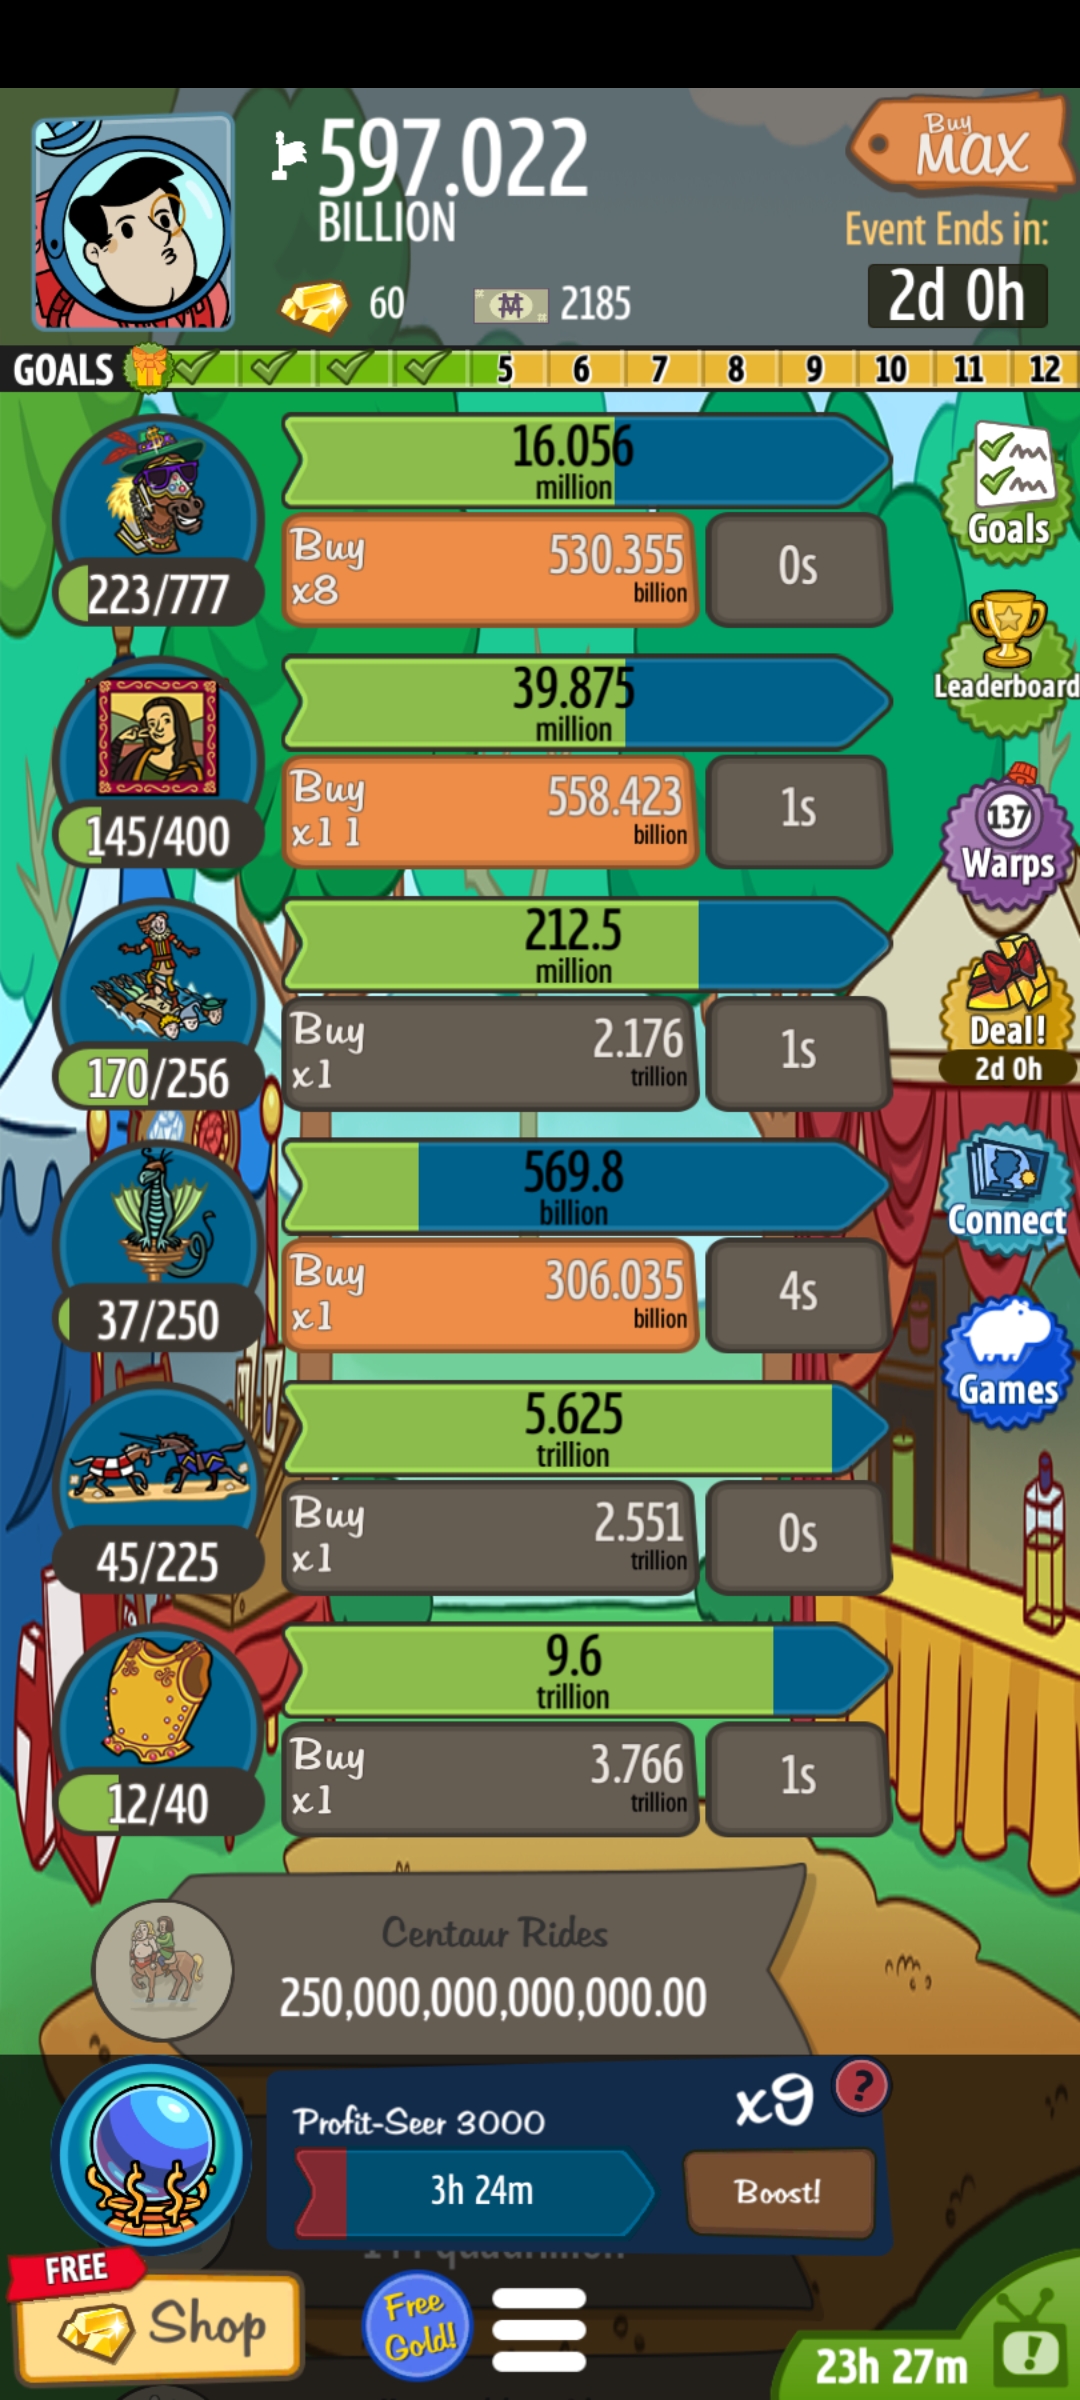 597.022
BILLION
Buy
MAX
Event Ends in:
60
2185
2d 0h
GOALS
5
6
7
8
9
10
11
12
16.056
million
Buy
x8
530.355
billion
0s
223/777
Goals
39.875
million
Leaderboard
Buy
x11
558.423
billion
1s
145/400
137
Warps
212.5
million
Buy
x1
2.176
trillion
1s
170/256
Deal!
2d 0h
569.8
billion
Connect
Buy
x1
306.035
billion
4s
37/250
Games
5.625
trillion
Buy
x1
2.551
trillion
0s
45/225
9.6
trillion
Buy
x1
3.766
trillion
1s
12/40
Centaur Rides
250,000,000,000,000.00
Profit-Seer 3000
x9
?
3h 24m
Boost!
FREE
Shop
Free
Gold!
23h 27m
!